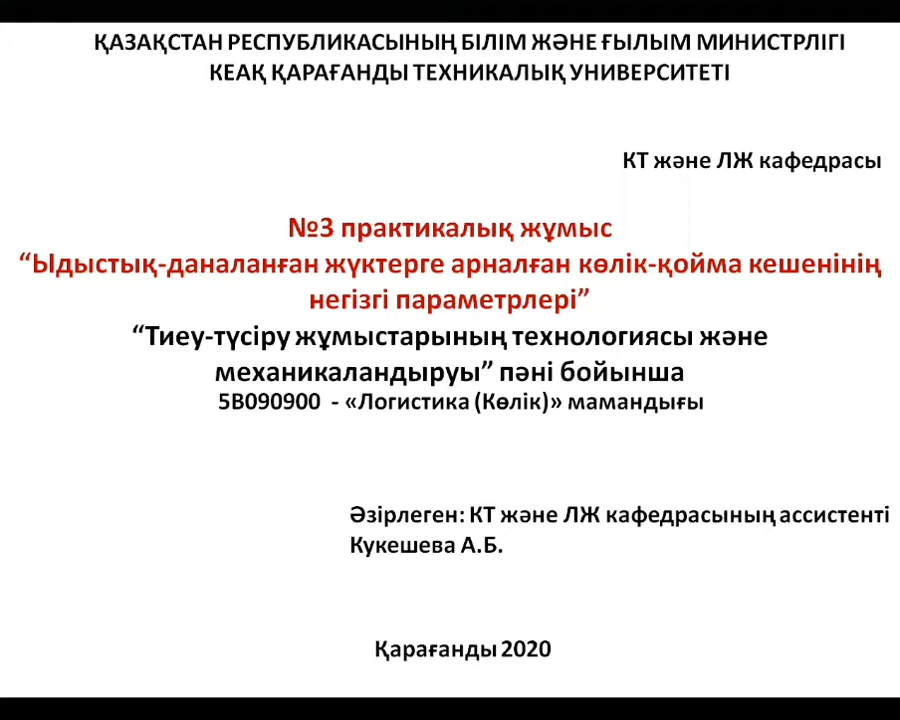 ҚАЗАҚСТАН РЕСПУБЛИКАСЫНЫҢ БІЛІМ ЖӘНЕ ҒЫЛЫМ МИНИСТРЛІГІ
КЕАҚ ҚАРАҒАНДЫ ТЕХНИКАЛЫҚ УНИВЕРСИТЕТІ
КТ және ЛЖ кафедрасы
№3 практикалық жұмыс
“Ыдыстық-даналанған жүктерге арналған көлік-қойма кешенінің
негізгі параметрлері”
“Тиеу-түсіру жұмыстарының технологиясы және
механикаландыруы” пәні бойынша
5В090900 - «Логистика (Көлік)» мамандығы
Әзірлеген: КТ және ЛЖ кафедрасының ассистенті
Кукешева А.Б.
Қарағанды 2020